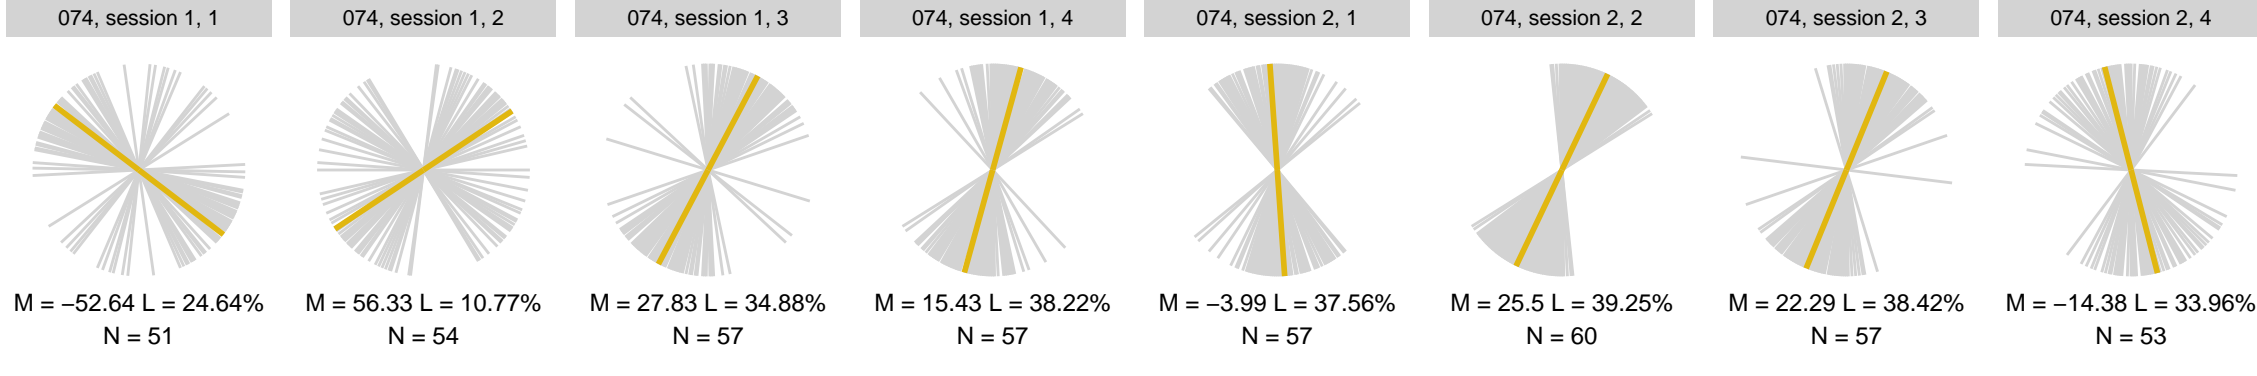 074, session 1, 1
074, session 1, 2
074, session 1, 3
074, session 1, 4
074, session 2, 1
074, session 2, 2
074, session 2, 3
074, session 2, 4
M = −52.64 L = 24.64%
N = 51
M = 56.33 L = 10.77%
N = 54
M = 27.83 L = 34.88%
N = 57
M = 15.43 L = 38.22%
N = 57
M = −3.99 L = 37.56%
N = 57
M = 25.5 L = 39.25%
N = 60
M = 22.29 L = 38.42%
N = 57
M = −14.38 L = 33.96%
N = 53